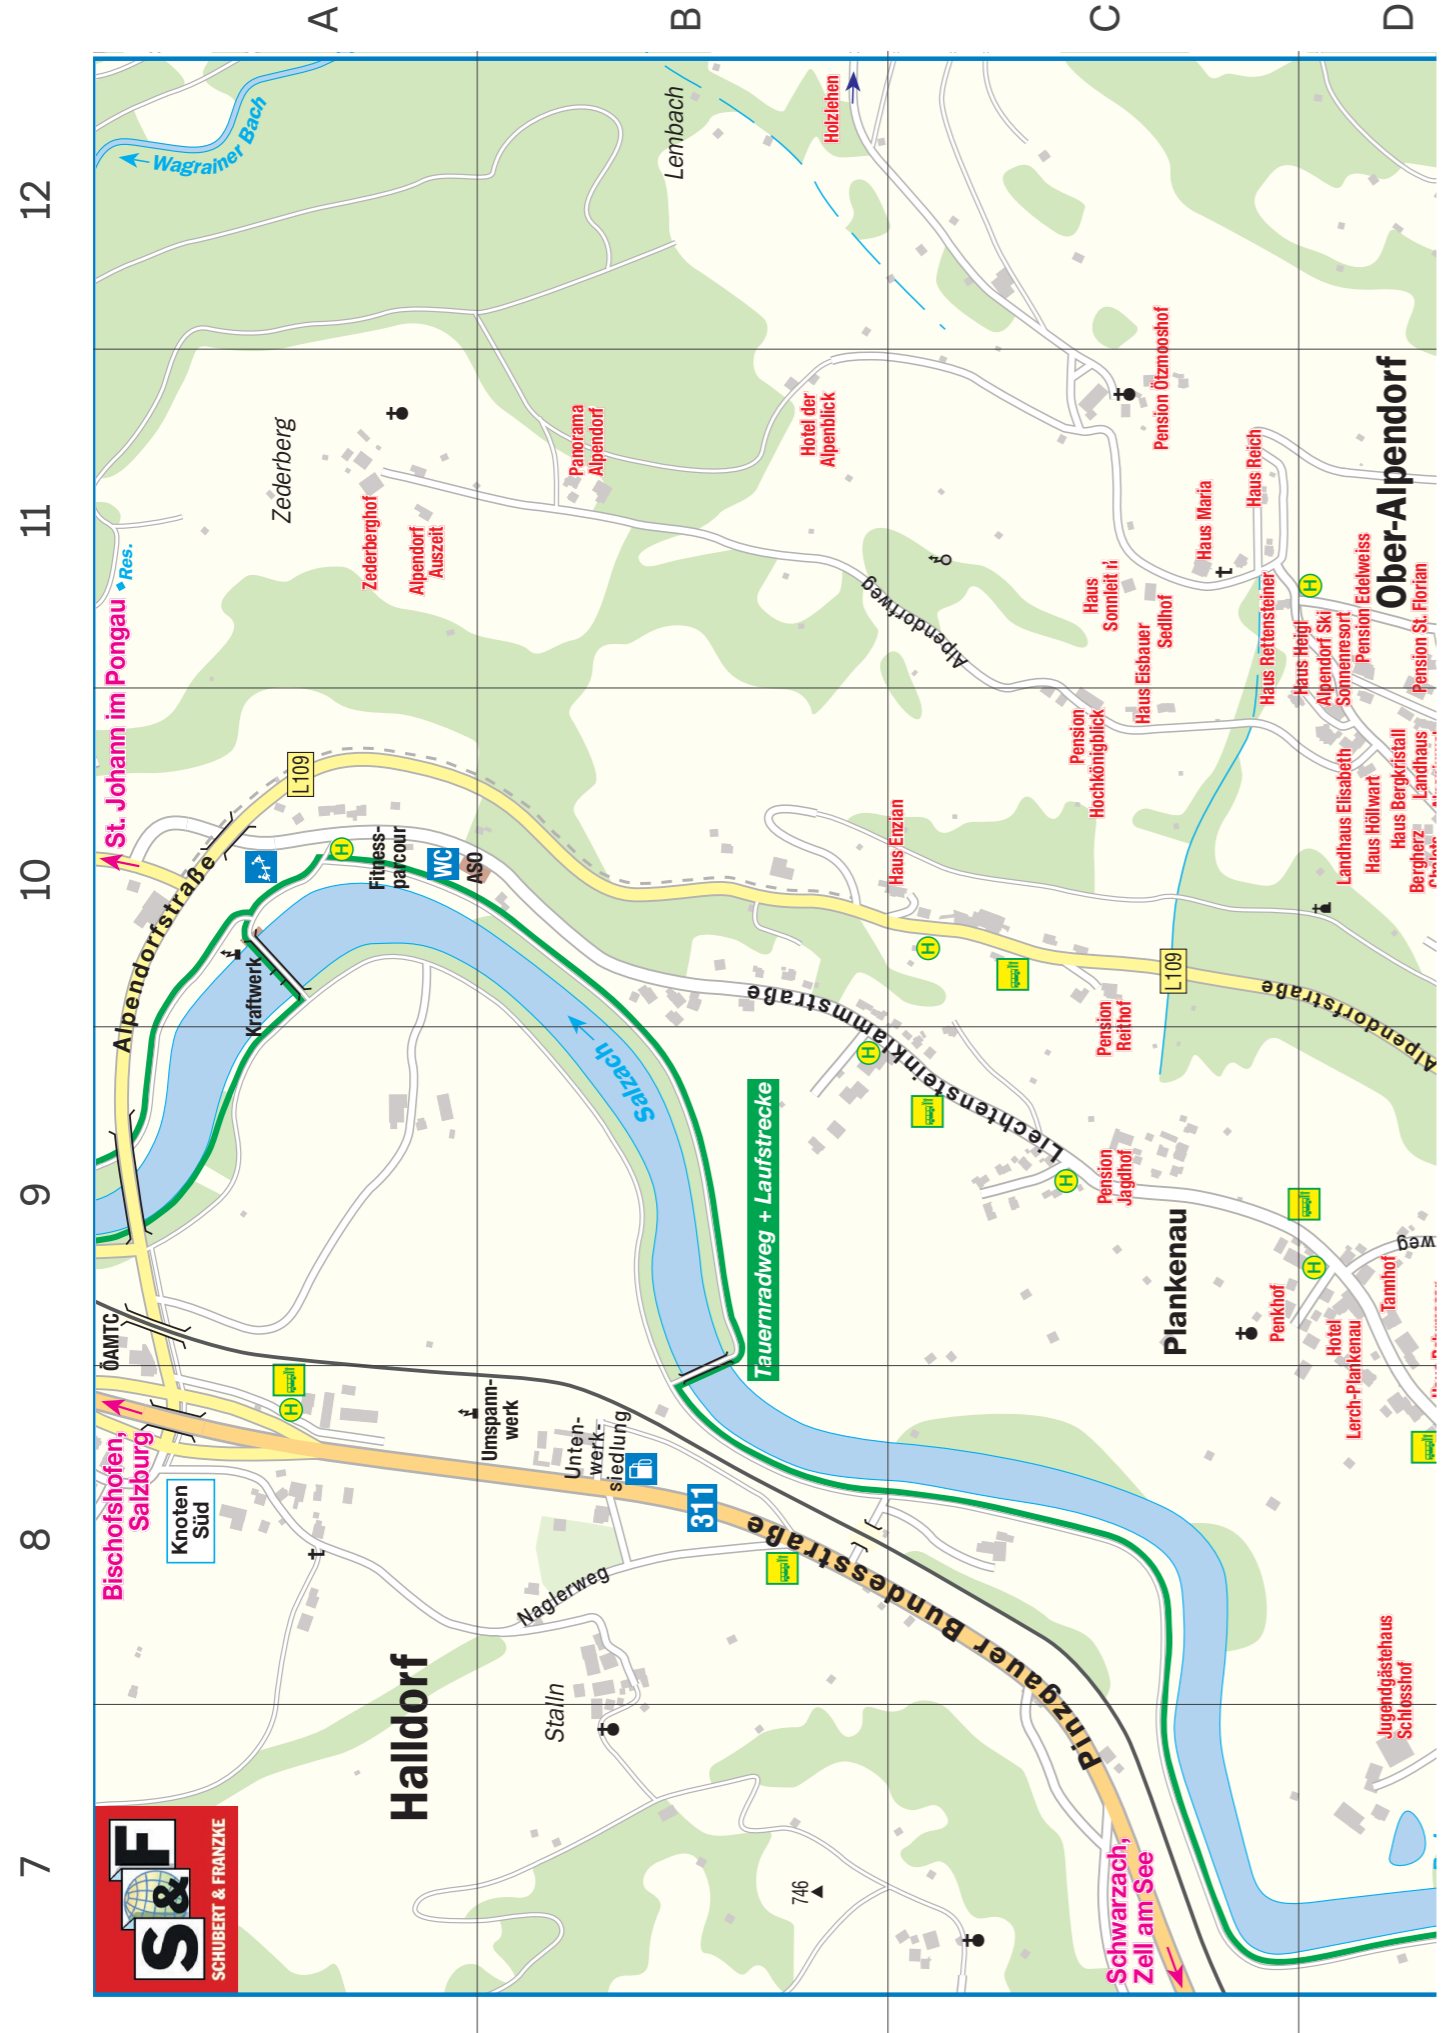 A
B
C
D
7
8
9
10
11
12
S&F
SCHUBERT & FRANZKE
Bischofshofen,
Salzburg
Knoten
Süd
ÖAMTC
St. Johann im Pongau
Res.
Wagrainer Bach
Alpendorfstraße
L109
Kraftwerk
Fitness-
parcour
WC
ASO
H
H
Zederberg
Zederberghof
Alpendorf
Auszeit
Halldorf
Umspann-
werk
Unten-
werk-
siedlung
Naglerweg
Stalln
311
Pinzgauer Bundesstraße
746
Salzach
Tauernradweg + Laufstrecke
Liechtensteinklammstraße
H
Panorama
Alpendorf
Hotel der
Alpenblick
Lembach
Holzlehen
Alpendorfweg
Haus Enzian
H
H
Pension
Hochkönigblick
Haus
Sonnleit'n
Haus Eisbauer
Sedlhof
Haus Maria
Haus Reich
Pension Ötzmooshof
Haus Rettensteiner
L109
Pension
Reithof
Pension
Jagdhof
Plankenau
Schwarzach,
Zell am See
Alpendorfstraße
Penkhof
Hotel
Lerch-Plankenau
Tannhof
weg
H
H
Jugendgästehaus
Schlosshof
Haus Heigl
Alpendorf Ski
Sonnenresort
Pension Edelweiss
Ober-Alpendorf
Pension St. Florian
Landhaus Elisabeth
Haus Höllwart
Haus Bergkristall
Bergherz
Landhaus